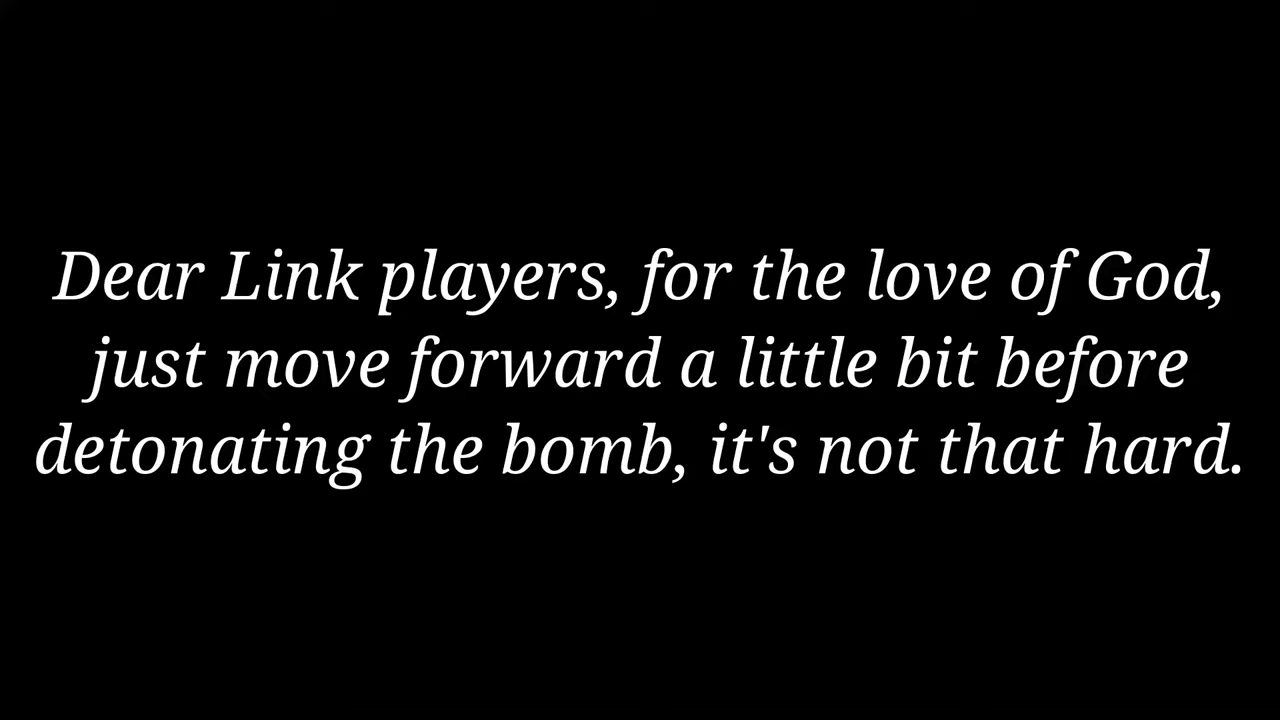 Dear Link players, for the love of God,
just move forward a little bit before
detonating the bomb, it's not that hard.